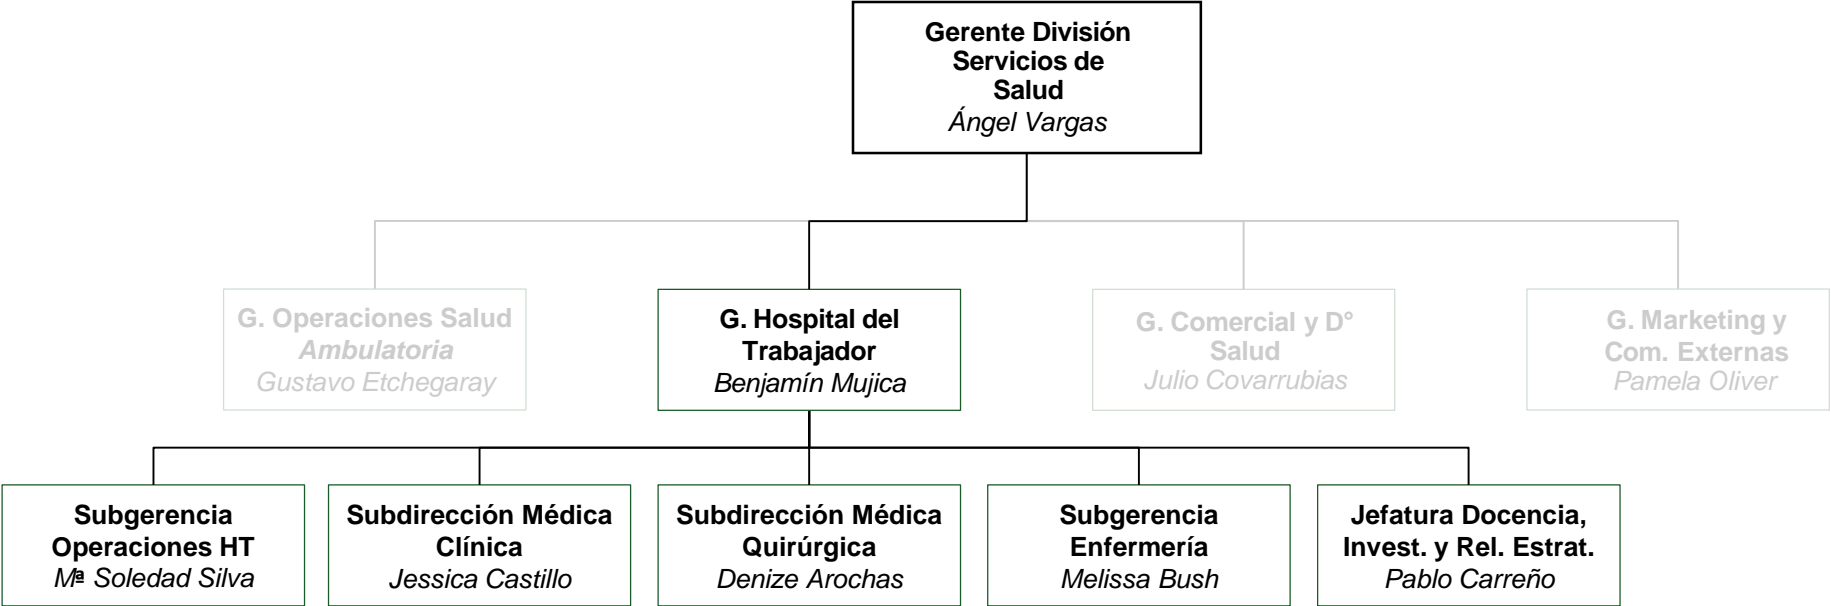 Gerente División
Servicios de
Salud
Ángel Vargas
G. Operaciones Salud
Ambulatoria
Gustavo Etchegaray
G. Hospital del
Trabajador
Benjamín Mujica
G. Comercial y D°
Salud
Julio Covarrubias
G. Marketing y
Com. Externas
Pamela Oliver
Subgerencia
Operaciones HT
Mª Soledad Silva
Subdirección Médica
Clínica
Jessica Castillo
Subdirección Médica
Quirúrgica
Denize Arochas
Subgerencia
Enfermería
Melissa Bush
Jefatura Docencia,
Invest. y Rel. Estrat.
Pablo Carreño